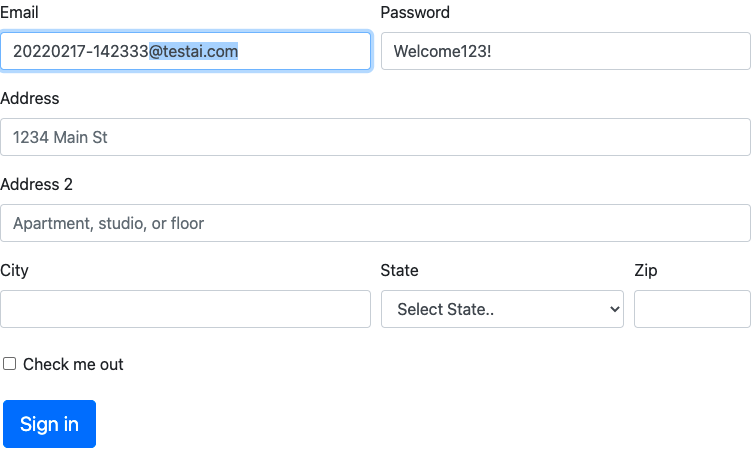 Email Password
20220217-142333@testai.com Welcome123!
Address
1234 Main St
Address 2
Apartment, studio, or floor
City State Zip
Select State..
Check me out
Sign in